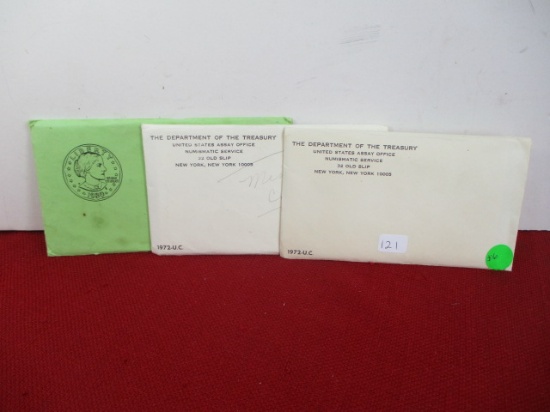 LIBERTY
THE DEPARTMENT OF THE TREASURY
UNITED STATES ASSAY OFFICE
NUMISMATIC SERVICE
32 OLD SLIP
NEW YORK, NEW YORK 10005
1972-U.C.
THE DEPARTMENT OF THE TREASURY
UNITED STATES ASSAY OFFICE
NUMISMATIC SERVICE
32 OLD SLIP
NEW YORK, NEW YORK 10005
1972-U.C.
121